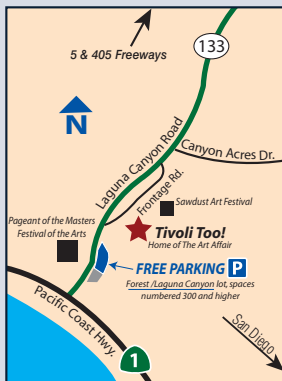 5 & 405 Freeways
133
N
Laguna Canyon Road
Canyon Acres Dr.
Frontage Rd.
Sawdust Art Festival
Pageant of the Masters
Festival of the Arts
Tivoli Too!
Home of The Art Affair
FREE PARKING P
Forest/Laguna Canyon lot, spaces
numbered 300 and higher
Pacific Coast Hwy.
1
San Diego